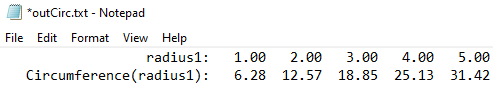 *outCirc.txt - Notepad
File Edit Format View Help
radius1: 1.00 2.00 3.00 4.00 5.00
Circumference(radius1): 6.28 12.57 18.85 25.13 31.42